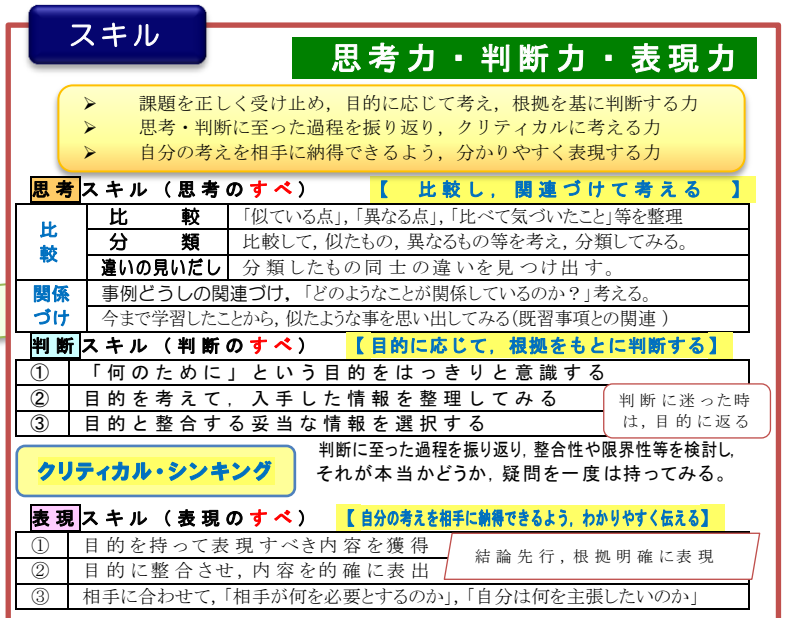 スキル
思考力・判断力・表現力
➢ 課題を正しく受け止め，目的に応じて考え，根拠を基に判断する力
➢ 思考・判断に至った過程を振り返り，クリティカルに考える力
➢ 自分の考えを相手に納得できるよう，分かりやすく表現する力
思考スキル（思考のすべ） 【 比較し，関連づけて考える 】
比較
比 較 「似ている点」，「異なる点」，「比べて気づいたこと」等を整理
分 類 比較して，似たもの，異なるもの等を考え，分類してみる。
違いの見いだし 分類したもの同士の違いを見つけ出す。
関係づけ
事例どうしの関連づけ，「どのようなことが関係しているのか？」考える。
今まで学習したことから，似たような事を思い出してみる（既習事項との関連）
判断スキル（判断のすべ） 【目的に応じて，根拠をもとに判断する】
① 「何のために」という目的をはっきりと意識する
② 目的を考えて，入手した情報を整理してみる
③ 目的と整合する妥当な情報を選択する
判断に迷った時
は，目的に返る
クリティカル・シンキング
判断に至った過程を振り返り，整合性や限界性等を検討し，
それが本当かどうか，疑問を一度は持ってみる。
表現スキル（表現のすべ） 【自分の考えを相手に納得できるよう，わかりやすく伝える】
① 目的を持って表現すべき内容を獲得
② 目的に整合させ，内容を的確に表出
結論先行，根拠明確に表現
③ 相手に合わせて，「相手が何を必要とするのか」，「自分は何を主張したいのか」